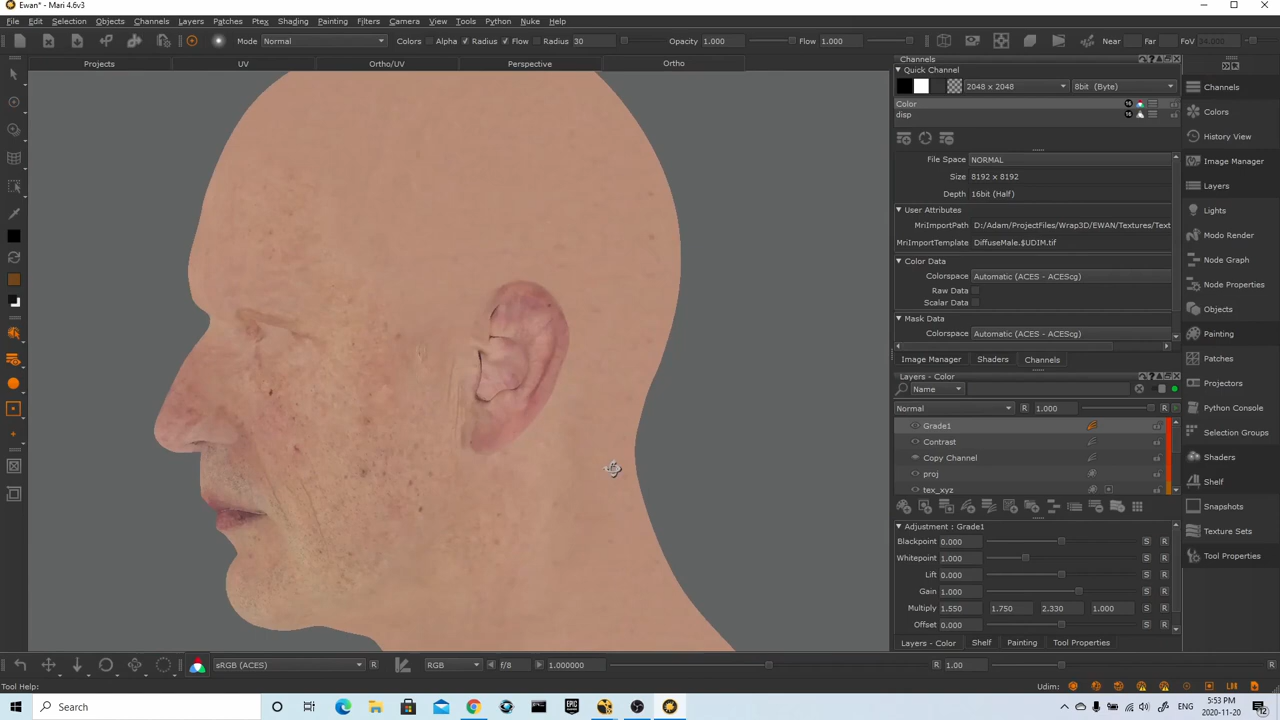 Ewan* - Mari 4.6v3
File Edit Selection Objects Channels Layers Patches Ptex Shading Painting Filters Camera View Tools Python Nuke Help
Mode Normal Colors Alpha Radius Flow Radius 30 Opacity 1.000 Flow 1.000 Near Far FoV 24.000
Projects UV Ortho/UV Perspective Ortho
Channels
Quick Channel
2048 x 2048 8bit (Byte)
Color 16
disp 16
File Space NORMAL
Size 8192 x 8192
Depth 16bit (Half)
User Attributes
MriImportPath D:/Adam/ProjectFiles/Wrap3D/EWAN/Textures/Text
MriImportTemplate DiffuseMale.$UDIM.tif
Color Data
Colorspace Automatic (ACES - ACEScg)
Raw Data
Scalar Data
Mask Data
Colorspace Automatic (ACES - ACEScg)
Image Manager Shaders Channels
Layers - Color
Name
Normal R 1.000 R
Grade1
Contrast
Copy Channel
proj
tex_xyz
Adjustment : Grade1
Blackpoint 0.000 S R
Whitepoint 1.000 S R
Lift 0.000 S R
Gain 1.000 S R
Multiply 1.550 1.750 2.330 1.000 S R
Offset 0.000 S R
Layers - Color Shelf Painting Tool Properties
Channels
Colors
History View
Image Manager
Layers
Lights
Modo Render
Node Graph
Node Properties
Objects
Painting
Patches
Projectors
Python Console
Selection Groups
Shaders
Shelf
Snapshots
Texture Sets
Tool Properties
sRGB (ACES) R RGB f/8 1.000000 R 1.00 R
Tool Help: Udim: LM
Search
ENG 5:53 PM
2020-11-20 12